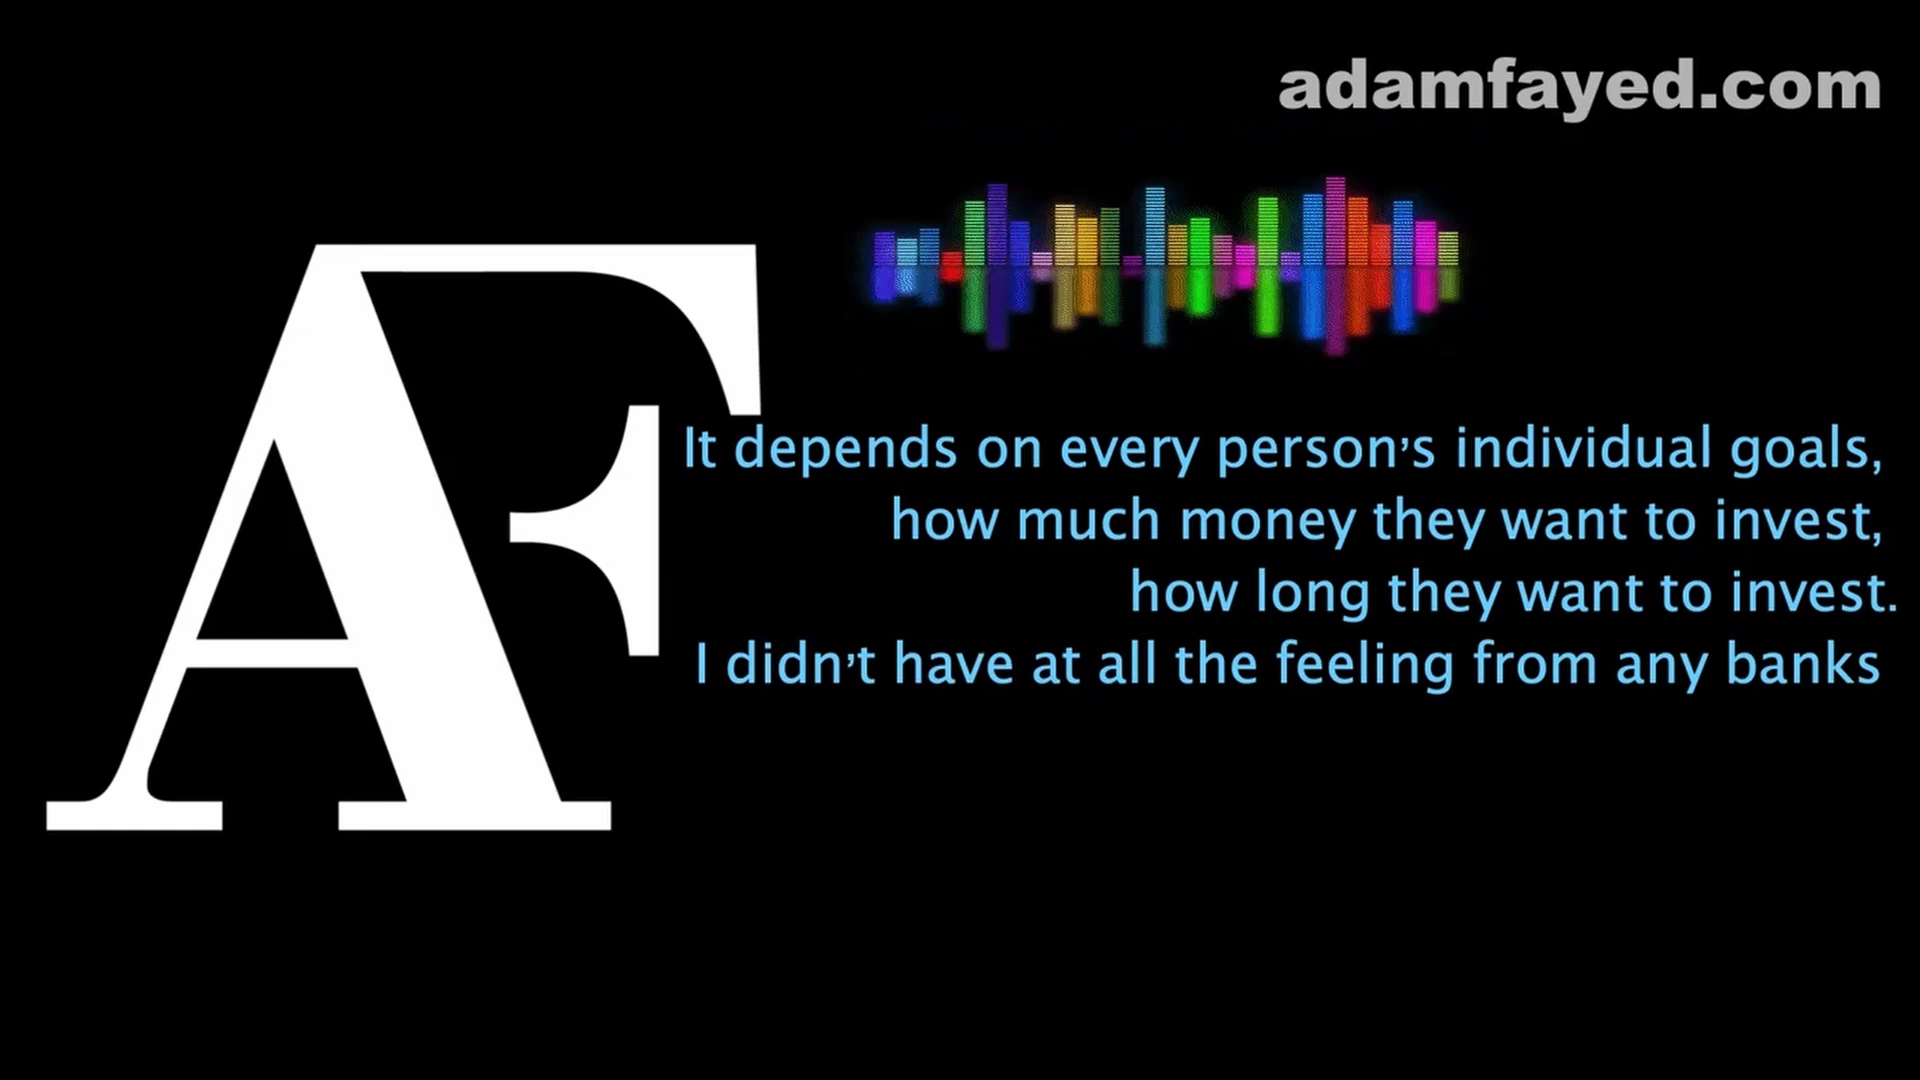 adamfayed.com
AF
It depends on every person's individual goals,
how much money they want to invest,
how long they want to invest.
I didn't have at all the feeling from any banks